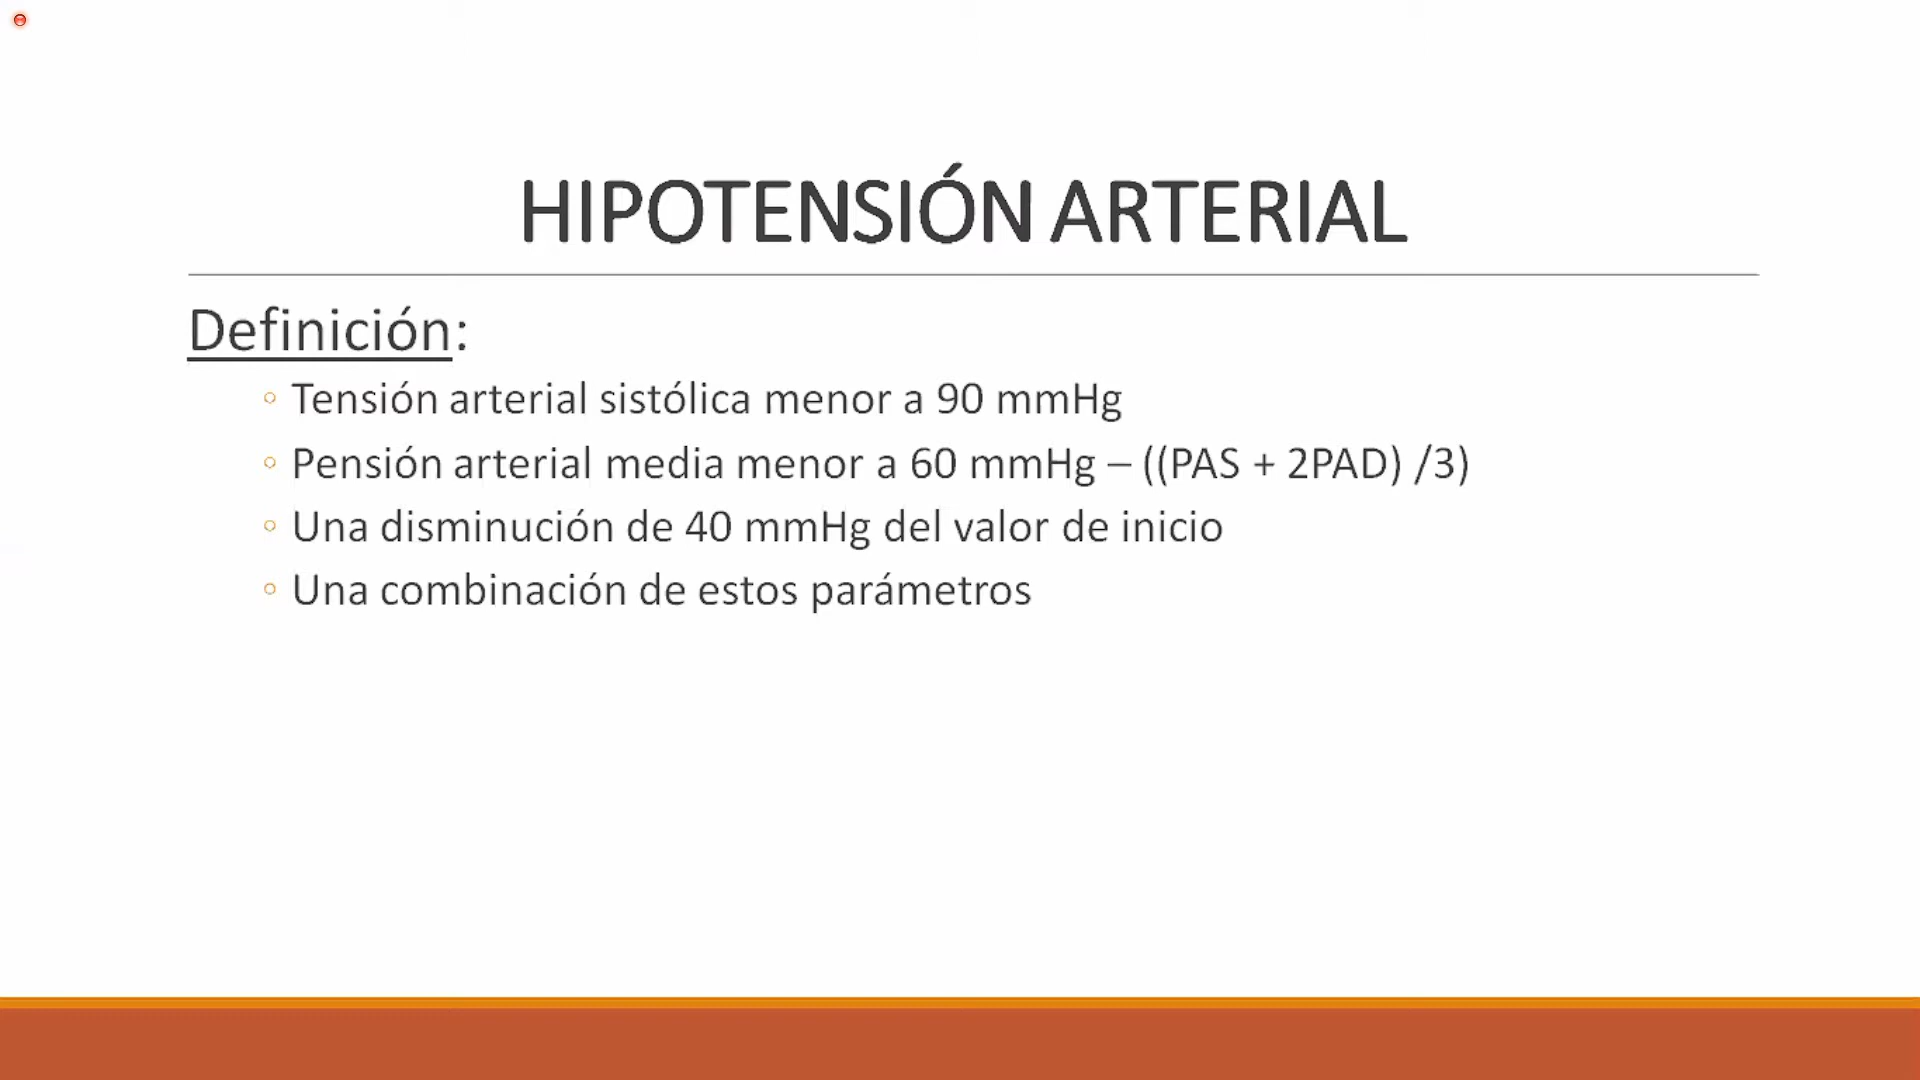 HIPOTENSIÓN ARTERIAL
Definición:
◦ Tensión arterial sistólica menor a 90 mmHg
◦ Pensión arterial media menor a 60 mmHg – ((PAS + 2PAD) /3)
◦ Una disminución de 40 mmHg del valor de inicio
◦ Una combinación de estos parámetros